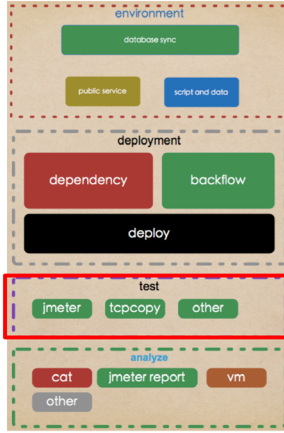 environment
database sync
public service script and data
deployment
dependency backflow
deploy
test
jmeter tcpcopy other
analyze
cat jmeter report vm
other